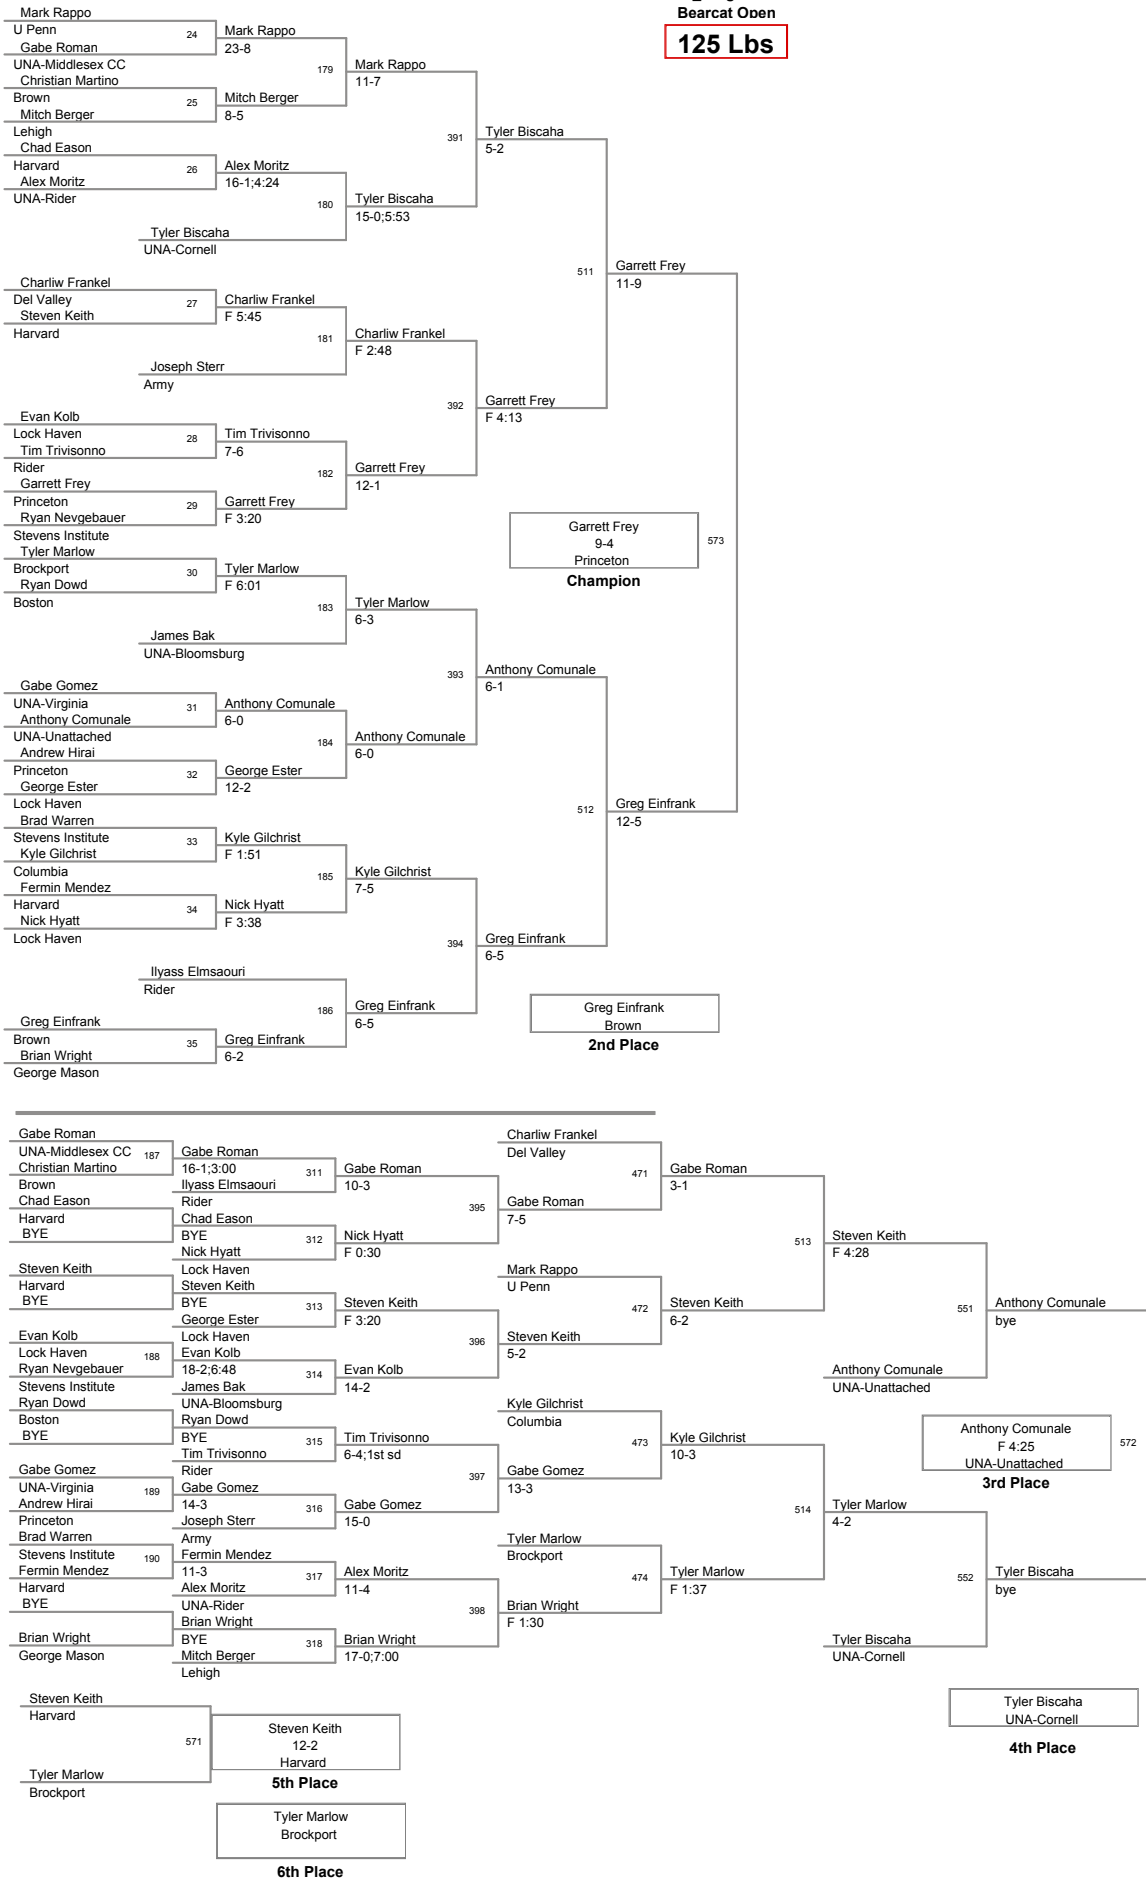 Bearcat Open
125 Lbs
Mark Rappo
U Penn
24
Gabe Roman
UNA-Middlesex CC
Mark Rappo
23-8
Christian Martino
Brown
25
Mitch Berger
Lehigh
Mitch Berger
8-5
179
Mark Rappo
11-7
Chad Eason
Harvard
26
Alex Moritz
UNA-Rider
Alex Moritz
16-1;4:24
Tyler Biscaha
UNA-Cornell
180
Tyler Biscaha
15-0;5:53
391
Tyler Biscaha
5-2
Charliw Frankel
Del Valley
27
Steven Keith
Harvard
Charliw Frankel
F 5:45
Joseph Sterr
Army
181
Charliw Frankel
F 2:48
Evan Kolb
Lock Haven
28
Tim Trivisonno
Rider
Tim Trivisonno
7-6
Garrett Frey
Princeton
29
Ryan Nevgebauer
Stevens Institute
Garrett Frey
F 3:20
182
Garrett Frey
12-1
392
Garrett Frey
F 4:13
511
Garrett Frey
11-9
Tyler Marlow
Brockport
30
Ryan Dowd
Boston
Tyler Marlow
F 6:01
James Bak
UNA-Bloomsburg
183
Tyler Marlow
6-3
Gabe Gomez
UNA-Virginia
31
Anthony Comunale
UNA-Unattached
Anthony Comunale
6-0
Andrew Hirai
Princeton
32
George Ester
Lock Haven
George Ester
12-2
184
Anthony Comunale
6-0
393
Anthony Comunale
6-1
Brad Warren
Stevens Institute
33
Kyle Gilchrist
Columbia
Kyle Gilchrist
F 1:51
Fermin Mendez
Harvard
34
Nick Hyatt
Lock Haven
Nick Hyatt
F 3:38
185
Kyle Gilchrist
7-5
Ilyass Elmsaouri
Rider
Greg Einfrank
Brown
35
Brian Wright
George Mason
Greg Einfrank
6-2
186
Greg Einfrank
6-5
394
Greg Einfrank
6-5
512
Greg Einfrank
12-5
Garrett Frey
9-4
Princeton
573
Champion
Greg Einfrank
Brown
2nd Place
Gabe Roman
UNA-Middlesex CC
187
Christian Martino
Brown
Gabe Roman
16-1;3:00
311
Ilyass Elmsaouri
Rider
Gabe Roman
10-3
Chad Eason
Harvard
BYE
Chad Eason
BYE
312
Nick Hyatt
Lock Haven
Nick Hyatt
F 0:30
395
Gabe Roman
7-5
Charliw Frankel
Del Valley
471
Gabe Roman
3-1
Steven Keith
Harvard
BYE
Steven Keith
BYE
313
George Ester
Lock Haven
Steven Keith
F 3:20
Evan Kolb
Lock Haven
188
Ryan Nevgebauer
Stevens Institute
Evan Kolb
18-2;6:48
314
James Bak
UNA-Bloomsburg
Evan Kolb
14-2
396
Steven Keith
5-2
Mark Rappo
U Penn
472
Steven Keith
6-2
513
Steven Keith
F 4:28
551
Anthony Comunale
UNA-Unattached
Anthony Comunale
bye
Ryan Dowd
Boston
BYE
Ryan Dowd
BYE
315
Tim Trivisonno
Rider
Tim Trivisonno
6-4;1st sd
Gabe Gomez
UNA-Virginia
189
Andrew Hirai
Princeton
Gabe Gomez
14-3
316
Joseph Sterr
Army
Gabe Gomez
15-0
397
Gabe Gomez
13-3
Kyle Gilchrist
Columbia
473
Kyle Gilchrist
10-3
Brad Warren
Stevens Institute
190
Fermin Mendez
Harvard
Fermin Mendez
11-3
317
Alex Moritz
UNA-Rider
Alex Moritz
11-4
BYE
Brian Wright
George Mason
Brian Wright
BYE
318
Mitch Berger
Lehigh
Brian Wright
17-0;7:00
398
Brian Wright
F 1:30
Tyler Marlow
Brockport
474
Tyler Marlow
F 1:37
514
Tyler Marlow
4-2
552
Tyler Biscaha
UNA-Cornell
Tyler Biscaha
bye
Anthony Comunale
F 4:25
UNA-Unattached
572
3rd Place
Tyler Biscaha
UNA-Cornell
4th Place
Steven Keith
Harvard
571
Tyler Marlow
Brockport
Steven Keith
12-2
Harvard
5th Place
Tyler Marlow
Brockport
6th Place